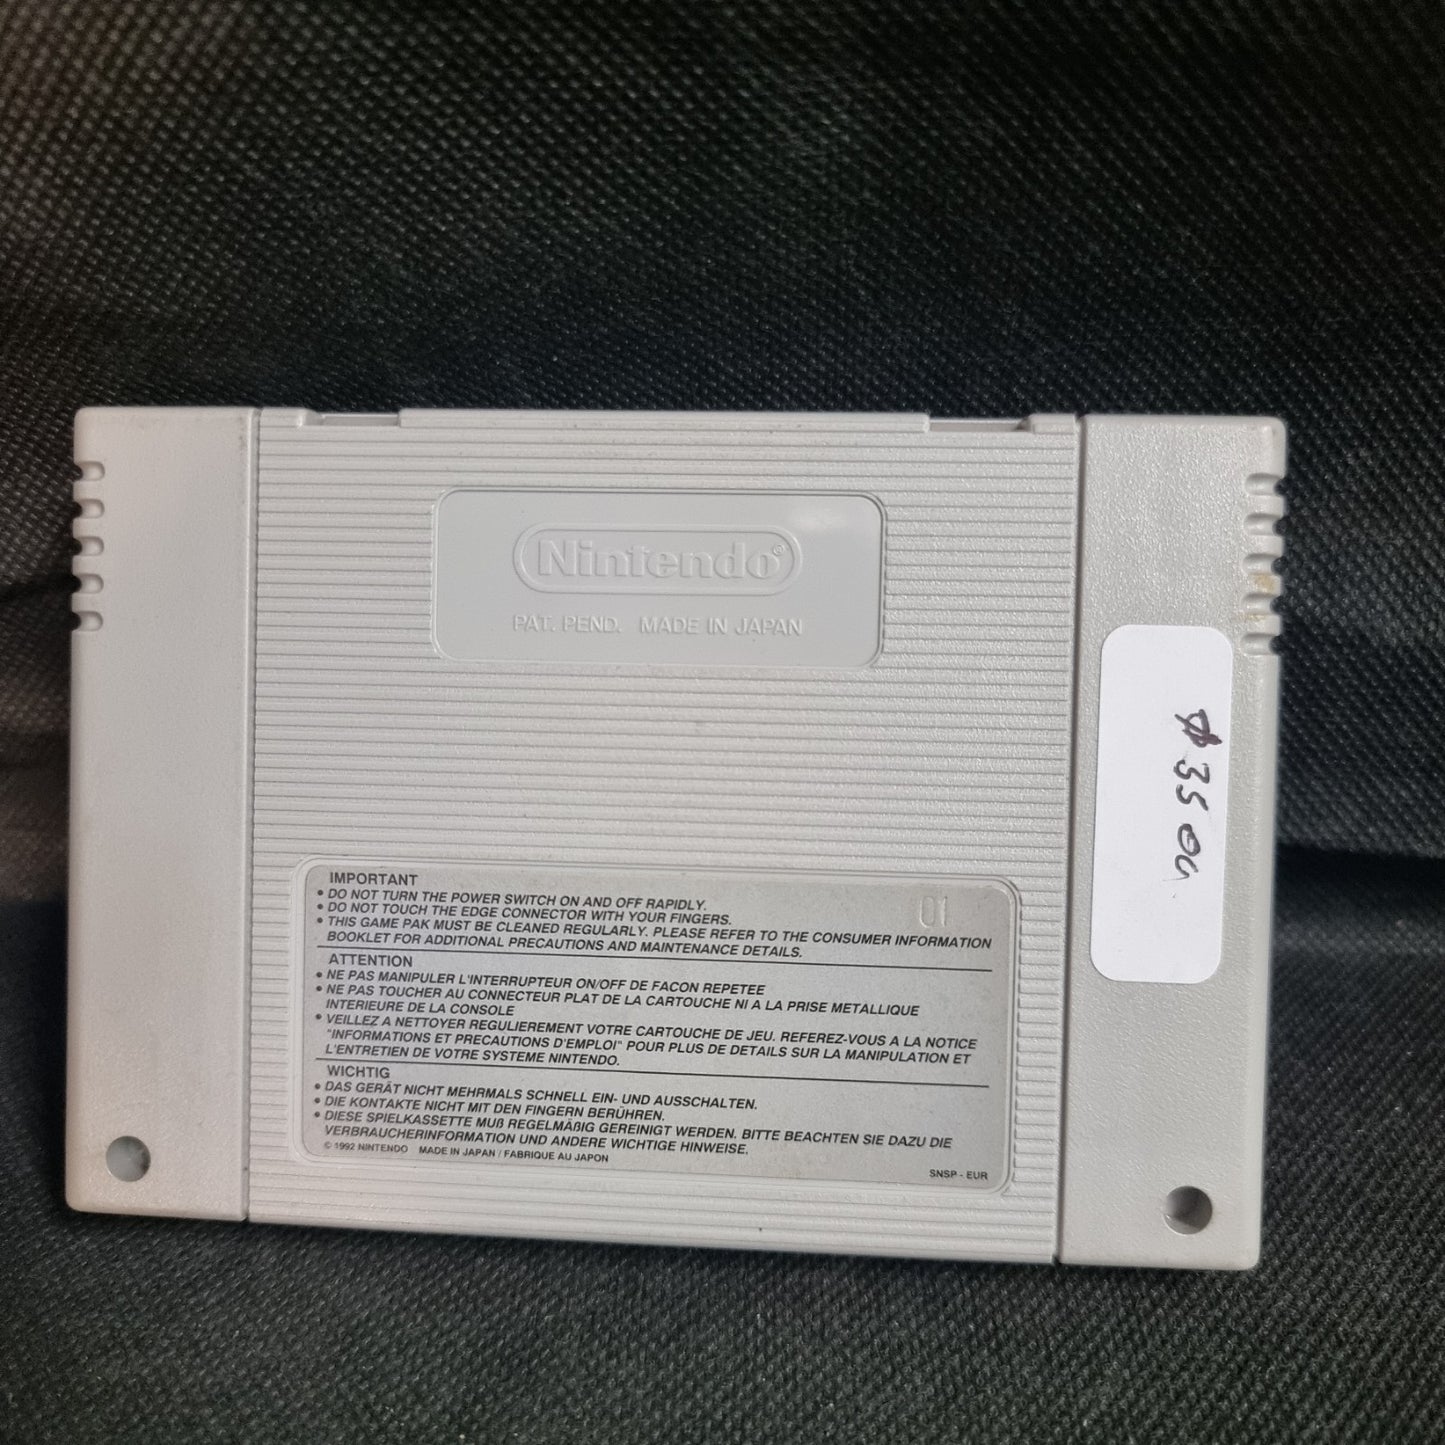 Nintendo®
PAT. PEND. MADE IN JAPAN
IMPORTANT
• DO NOT TURN THE POWER SWITCH ON AND OFF RAPIDLY.
• DO NOT TOUCH THE EDGE CONNECTOR WITH YOUR FINGERS.
• THIS GAME PAK MUST BE CLEANED REGULARLY. PLEASE REFER TO THE CONSUMER INFORMATION
BOOKLET FOR ADDITIONAL PRECAUTIONS AND MAINTENANCE DETAILS.
01
ATTENTION
• NE PAS MANIPULER L'INTERRUPTEUR ON/OFF DE FACON REPETEE
• NE PAS TOUCHER AU CONNECTEUR PLAT DE LA CARTOUCHE NI A LA PRISE METALLIQUE
INTERIEURE DE LA CONSOLE
• VEILLEZ A NETTOYER REGULIEREMENT VOTRE CARTOUCHE DE JEU. REFEREZ-VOUS A LA NOTICE
"INFORMATIONS ET PRECAUTIONS D'EMPLOI" POUR PLUS DE DETAILS SUR LA MANIPULATION ET
L'ENTRETIEN DE VOTRE SYSTEME NINTENDO.
WICHTIG
• DAS GERÄT NICHT MEHRMALS SCHNELL EIN- UND AUSSCHALTEN.
• DIE KONTAKTE NICHT MIT DEN FINGERN BERÜHREN.
• DIESE SPIELKASSETTE MUß REGELMÄßIG GEREINIGT WERDEN. BITTE BEACHTEN SIE DAZU DIE
VERBRAUCHERINFORMATION UND ANDERE WICHTIGE HINWEISE.
© 1992 NINTENDO MADE IN JAPAN / FABRIQUE AU JAPON
SNSP - EUR
$35